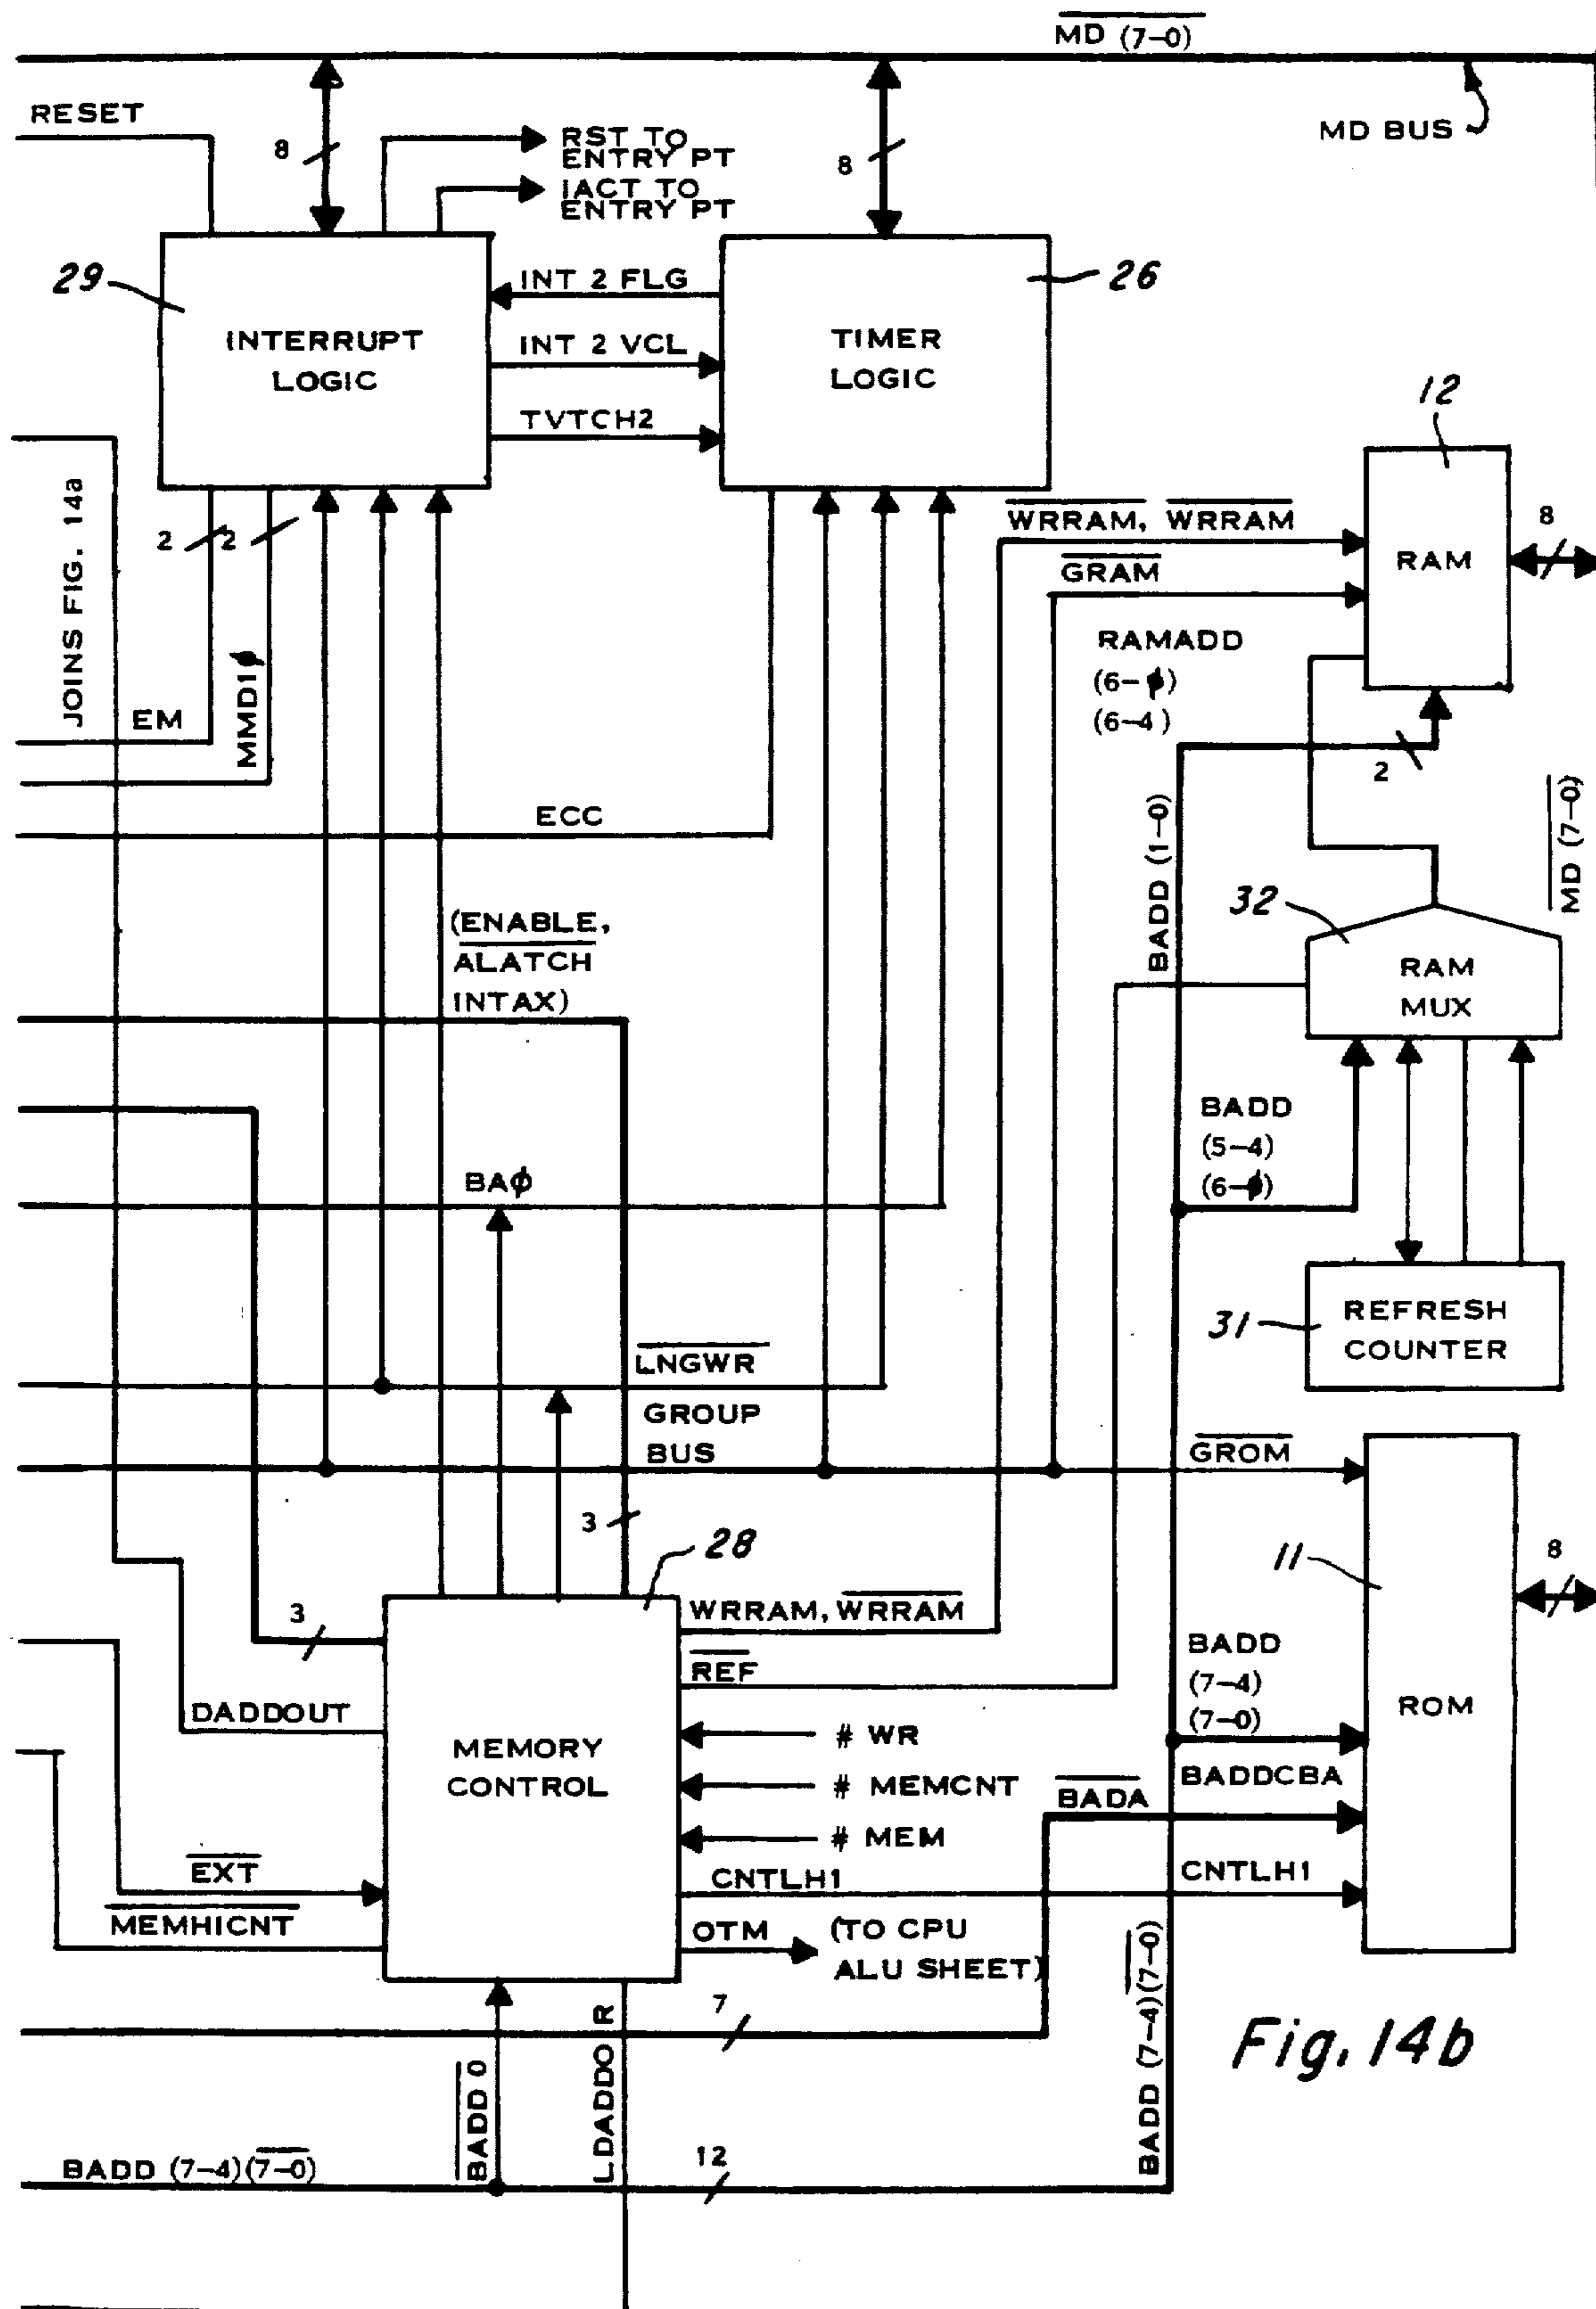 MD (7-0)
RESET
MD BUS
8
RST TO
ENTRY PT
8
IACT TO
ENTRY PT
29
INT 2 FLG
26
INTERRUPT
LOGIC
INT 2 VCL
TIMER
LOGIC
TVTCH2
12
JOINS FIG. 14a
2
2
WRRAM, WRRAM
8
GRAM
RAM
RAMADD
(6-ϕ)
(6-4)
EM
MMD1ϕ
2
ECC
BADD (1-0)
MD (7-0)
32
(ENABLE,
ALATCH
INTAX)
RAM
MUX
BADD
(5-4)
(6-ϕ)
BAϕ
31
REFRESH
COUNTER
LNGWR
GROUP
BUS
GROM
3
28
11
8
3
WRRAM, WRRAM
REF
BADD
(7-4)
(7-0)
ROM
DADDOUT
# WR
MEMORY
CONTROL
# MEMCNT
BADDCBA
BADA
# MEM
EXT
CNTLH1
CNTLH1
MEMHICNT
OTM
(TO CPU
ALU SHEET)
7
BADD 0
LDADDOR
BADD (7-4)(7-0)
Fig. 14b
BADD (7-4)(7-0)
12